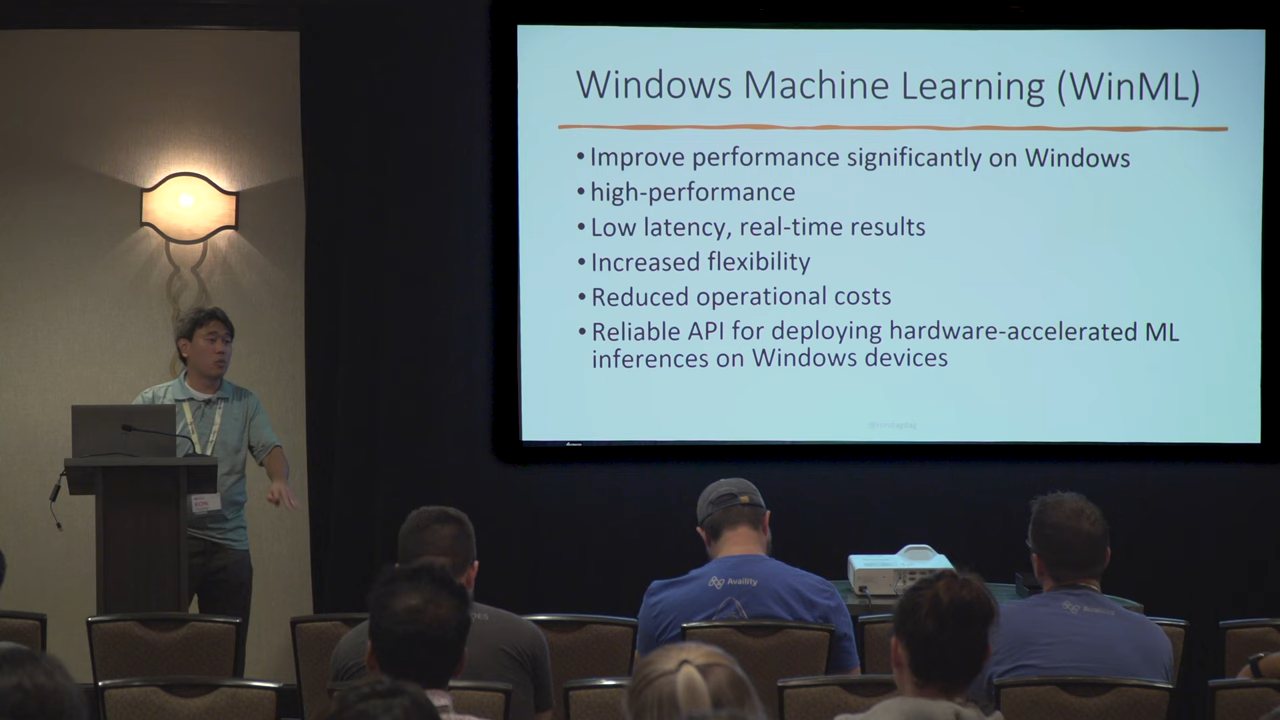 Windows Machine Learning (WinML)
• Improve performance significantly on Windows
• high-performance
• Low latency, real-time results
• Increased flexibility
• Reduced operational costs
• Reliable API for deploying hardware-accelerated ML
inferences on Windows devices
Availity